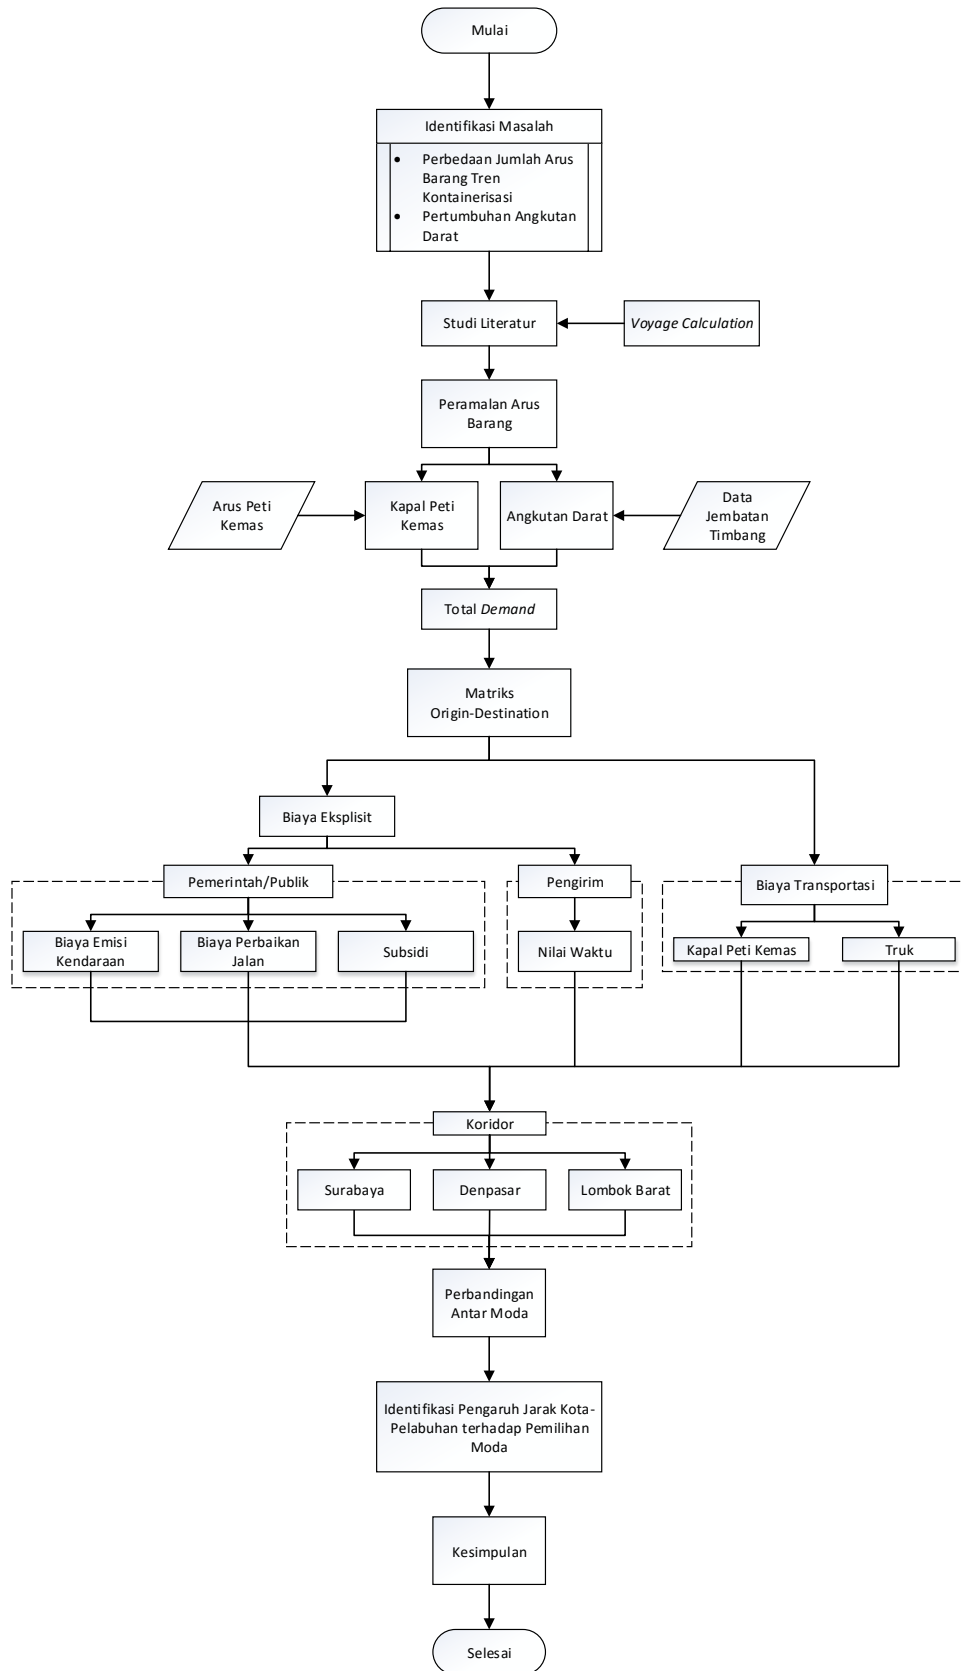 Mulai
Identifikasi Masalah
• Perbedaan Jumlah Arus
Barang Tren
Kontainerisasi
• Pertumbuhan Angkutan
Darat
Studi Literatur
Voyage Calculation
Peramalan Arus
Barang
Arus Peti
Kemas
Kapal Peti
Kemas
Angkutan Darat
Data
Jembatan
Timbang
Total Demand
Matriks
Origin-Destination
Biaya Eksplisit
Pemerintah/Publik
Pengirim
Biaya Transportasi
Biaya Emisi
Kendaraan
Biaya Perbaikan
Jalan
Subsidi
Nilai Waktu
Kapal Peti Kemas
Truk
Koridor
Surabaya
Denpasar
Lombok Barat
Perbandingan
Antar Moda
Identifikasi Pengaruh Jarak Kota-
Pelabuhan terhadap Pemilihan
Moda
Kesimpulan
Selesai